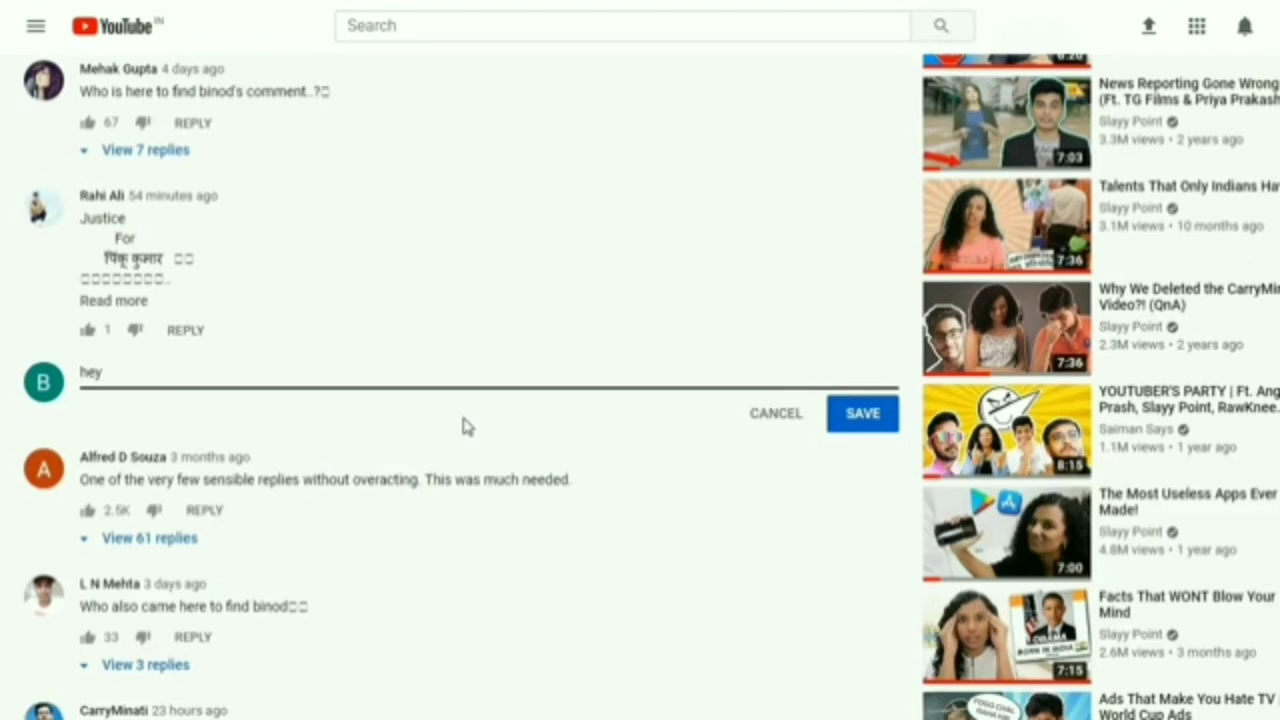 YouTube IN
Search
Mehak Gupta 4 days ago
Who is here to find binod's comment..?
67 REPLY
View 7 replies
Rahi Ali 54 minutes ago
Justice
For
पिंकू कुमार
Read more
1 REPLY
B
hey
CANCEL
SAVE
A
Alfred D Souza 3 months ago
One of the very few sensible replies without overacting. This was much needed.
2.5K REPLY
View 61 replies
L N Mehta 3 days ago
Who also came here to find binod
33 REPLY
View 3 replies
CarryMinati 23 hours ago
8:20
7:03
News Reporting Gone Wrong
(Ft. TG Films & Priya Prakash
Slayy Point
3.3M views • 2 years ago
7:36
Talents That Only Indians Ha
Slayy Point
3.1M views • 10 months ago
7:36
Why We Deleted the CarryMi
Video?! (QnA)
Slayy Point
2.3M views • 2 years ago
8:15
YOUTUBER'S PARTY | Ft. Ang
Prash, Slayy Point, RawKnee.
Saiman Says
1.1M views • 1 year ago
7:00
The Most Useless Apps Ever
Made!
Slayy Point
4.8M views • 1 year ago
OBAMA
BORN IN INDIA
7:15
Facts That WONT Blow Your
Mind
Slayy Point
2.6M views • 3 months ago
Ads That Make You Hate TV
World Cup Ads